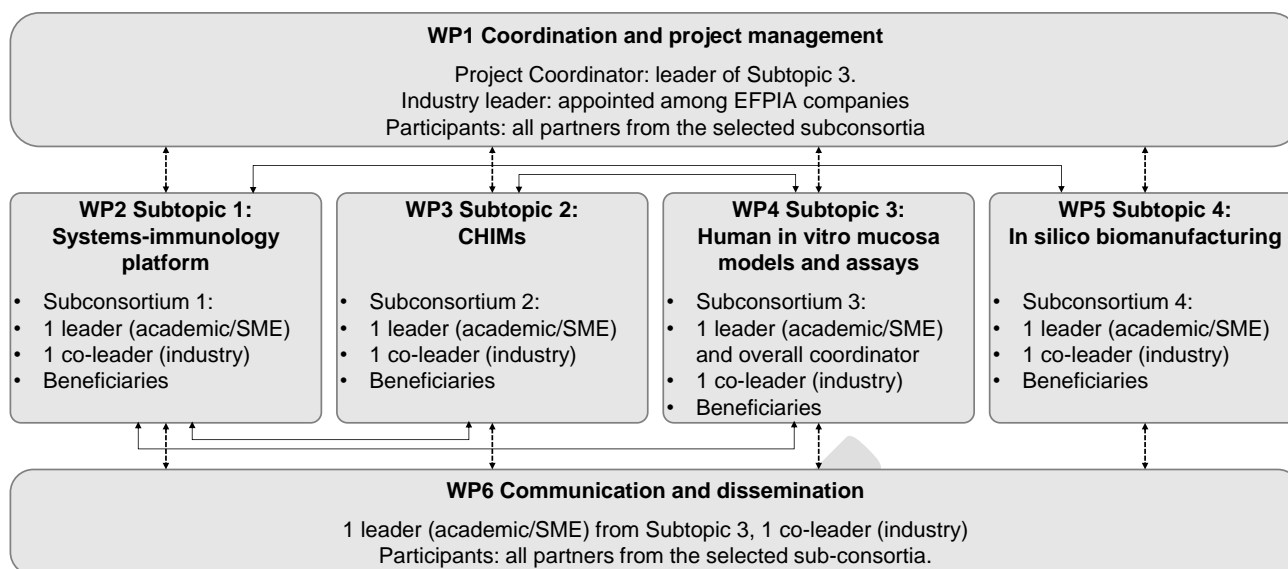 WP1 Coordination and project management
Project Coordinator: leader of Subtopic 3.
Industry leader: appointed among EFPIA companies
Participants: all partners from the selected subconsortia
WP2 Subtopic 1:
Systems-immunology
platform
• Subconsortium 1:
• 1 leader (academic/SME)
• 1 co-leader (industry)
• Beneficiaries
WP3 Subtopic 2:
CHIMs
• Subconsortium 2:
• 1 leader (academic/SME)
• 1 co-leader (industry)
• Beneficiaries
WP4 Subtopic 3:
Human in vitro mucosa
models and assays
• Subconsortium 3:
• 1 leader (academic/SME)
and overall coordinator
• 1 co-leader (industry)
• Beneficiaries
WP5 Subtopic 4:
In silico biomanufacturing
• Subconsortium 4:
• 1 leader (academic/SME)
• 1 co-leader (industry)
• Beneficiaries
WP6 Communication and dissemination
1 leader (academic/SME) from Subtopic 3, 1 co-leader (industry)
Participants: all partners from the selected sub-consortia.